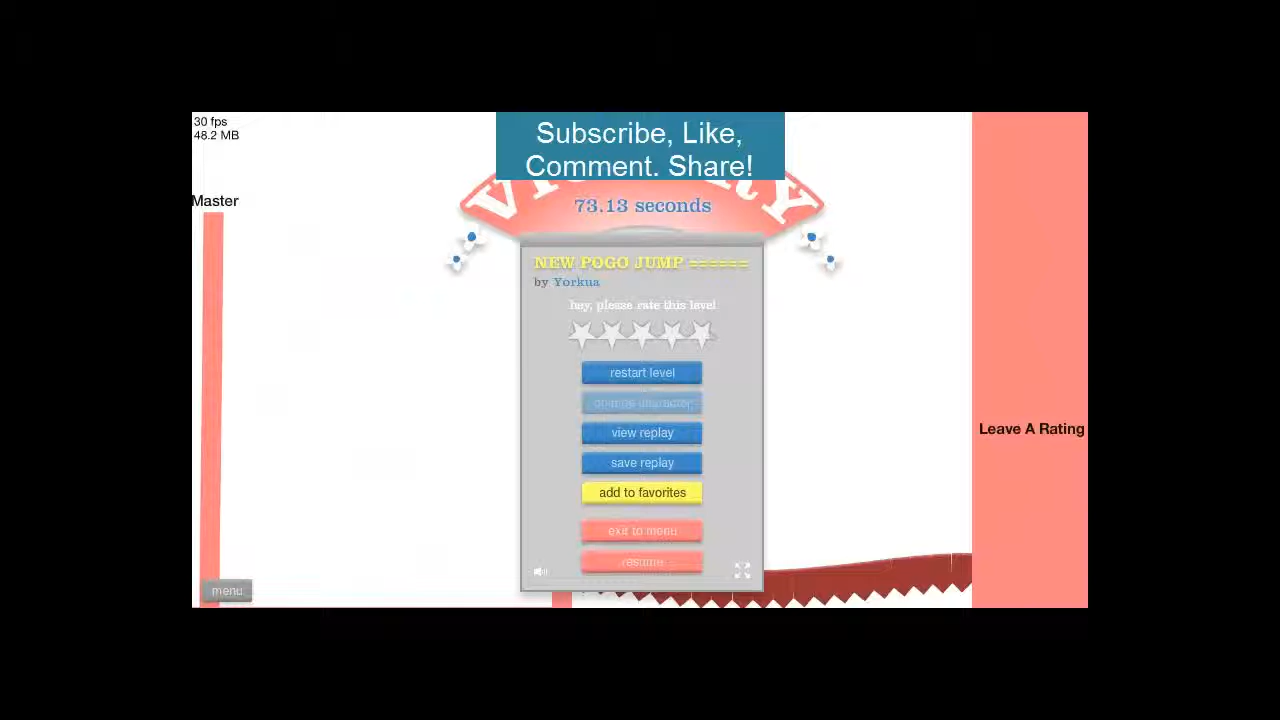 30 fps
48.2 MB
Subscribe, Like,
Comment. Share!
Master
73.13 seconds
NEW POGO JUMP ======
by Yorkua
hey, please rate this level
restart level
change character
view replay
save replay
add to favorites
exit to menu
resume
Leave A Rating
menu